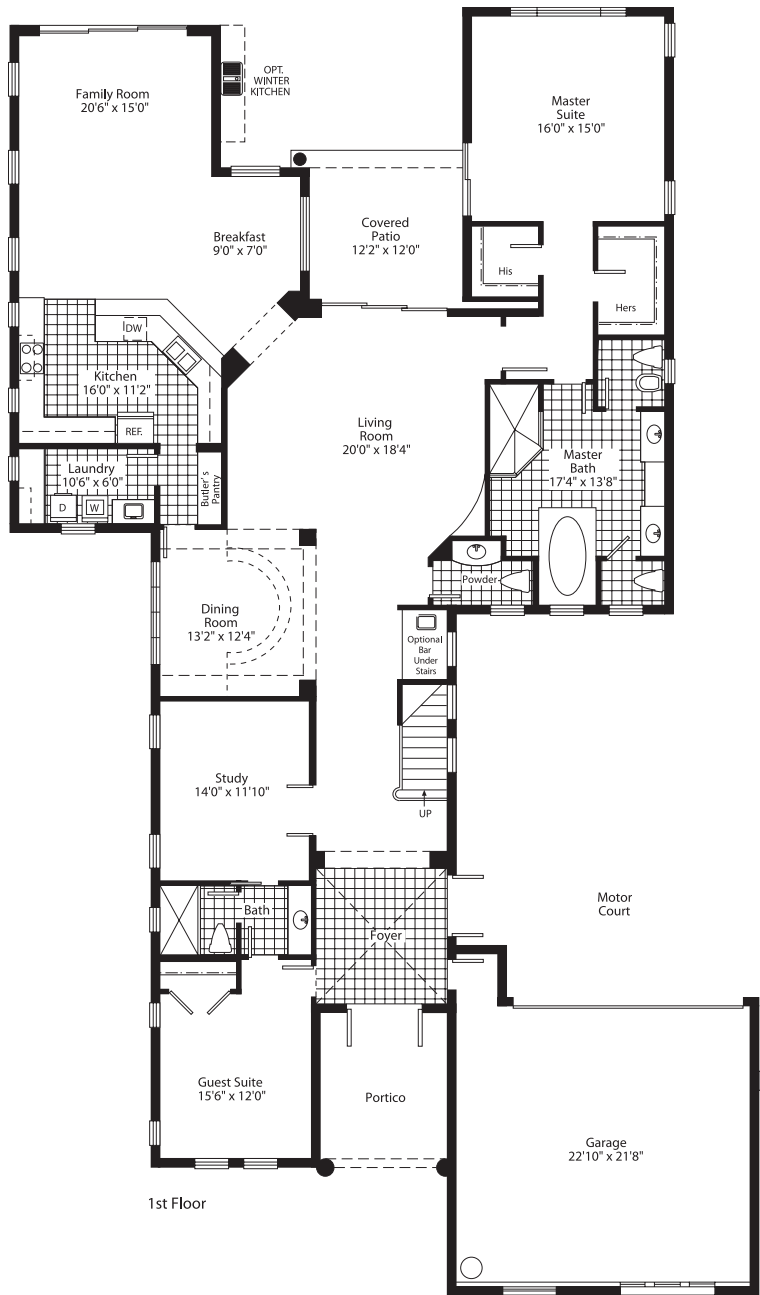 Family Room
20'6" x 15'0"
OPT.
WINTER
KITCHEN
Master
Suite
16'0" x 15'0"
Breakfast
9'0" x 7'0"
Covered
Patio
12'2" x 12'0"
His
Hers
DW
Kitchen
16'0" x 11'2"
REF.
Living
Room
20'0" x 18'4"
Laundry
10'6" x 6'0"
D
W
Butler's
Pantry
Master
Bath
17'4" x 13'8"
Powder
Dining
Room
13'2" x 12'4"
Optional
Bar
Under
Stairs
Study
14'0" x 11'10"
UP
Motor
Court
Bath
Foyer
Guest Suite
15'6" x 12'0"
Portico
Garage
22'10" x 21'8"
1st Floor